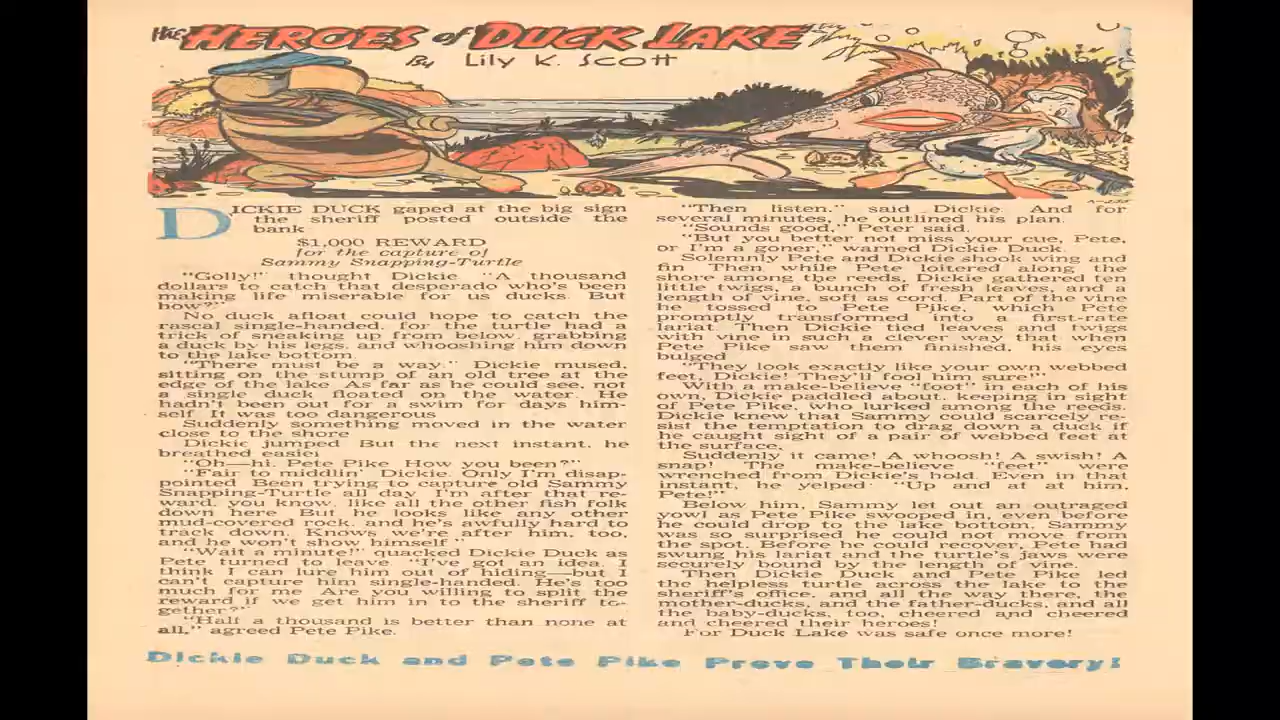 the HEROES of DUCK LAKE
By Lily K. Scott
DICKIE DUCK gaped at the big sign
the sheriff posted outside the
bank
$1,000 REWARD
for the capture of
Sammy Snapping-Turtle
"Golly!" thought Dickie "A thousand
dollars to catch that desperado who's been
making life miserable for us ducks. But
how?"
No duck afloat could hope to catch the
rascal single-handed, for the turtle had a
trick of sneaking up from below, grabbing
a duck by his legs, and whooshing him down
to the lake bottom.
"There must be a way." Dickie mused,
sitting on the stump of an old tree at the
edge of the lake. As far as he could see, not
a single duck floated on the water. He
hadn't been out for a swim for days him-
self. It was too dangerous
Suddenly something moved in the water
close to the shore
Dickie jumped But the next instant, he
breathed easier
"Oh—hi, Pete Pike How you been?"
"Fair to middlin' Dickie. Only I'm disap-
pointed Been trying to capture old Sammy
Snapping-Turtle all day I'm after that re-
ward, you know, like all the other fish folk
down here But he looks like any other
mud-covered rock, and he's awfully hard to
track down. Knows we're after him, too,
and he won't show himself"
"Wait a minute!" quacked Dickie Duck as
Pete turned to leave "I've got an idea. I
think I can lure him out of hiding—but I
can't capture him single-handed. He's too
much for me Are you willing to split the
reward if we get him in to the sheriff to-
gether?"
"Half a thousand is better than none at
all," agreed Pete Pike.
"Then listen," said Dickie. And for
several minutes, he outlined his plan.
"Sounds good," Peter said.
"But you better not miss your cue, Pete,
or I'm a goner," warned Dickie Duck.
Solemnly Pete and Dickie shook wing and
fin Then while Pete loitered along the
shore among the reeds, Dickie gathered ten
little twigs, a bunch of fresh leaves, and a
length of vine, soft as cord. Part of the vine
he tossed to Pete Pike, which Pete
promptly transformed into a first-rate
lariat Then Dickie tied leaves and twigs
with vine in such a clever way that when
Pete Pike saw them finished, his eyes
bulged
"They look exactly like your own webbed
feet, Dickie! They'll fool him sure!"
With a make-believe "foot" in each of his
own, Dickie paddled about, keeping in sight
of Pete Pike, who lurked among the reeds.
Dickie knew that Sammy could scarcely re-
sist the temptation to drag down a duck if
he caught sight of a pair of webbed feet at
the surface.
Suddenly it came! A whoosh! A swish! A
snap! The make-believe "feet" were
wrenched from Dickie's hold. Even in that
instant, he yelped "Up and at at him,
Pete!"
Below him, Sammy let out an outraged
yowl as Pete Pike swooped in, even before
he could drop to the lake bottom. Sammy
was so surprised he could not move from
the spot. Before he could recover, Pete had
swung his lariat and the turtle's jaws were
securely bound by the length of vine.
Then Dickie Duck and Pete Pike led
the helpless turtle across the lake to the
sheriff's office, and all the way there, the
mother-ducks, and the father-ducks, and all
the baby-ducks, too, cheered and cheered
and cheered their heroes!
For Duck Lake was safe once more!
Dickie Duck and Pete Pike Prove Their Bravery!